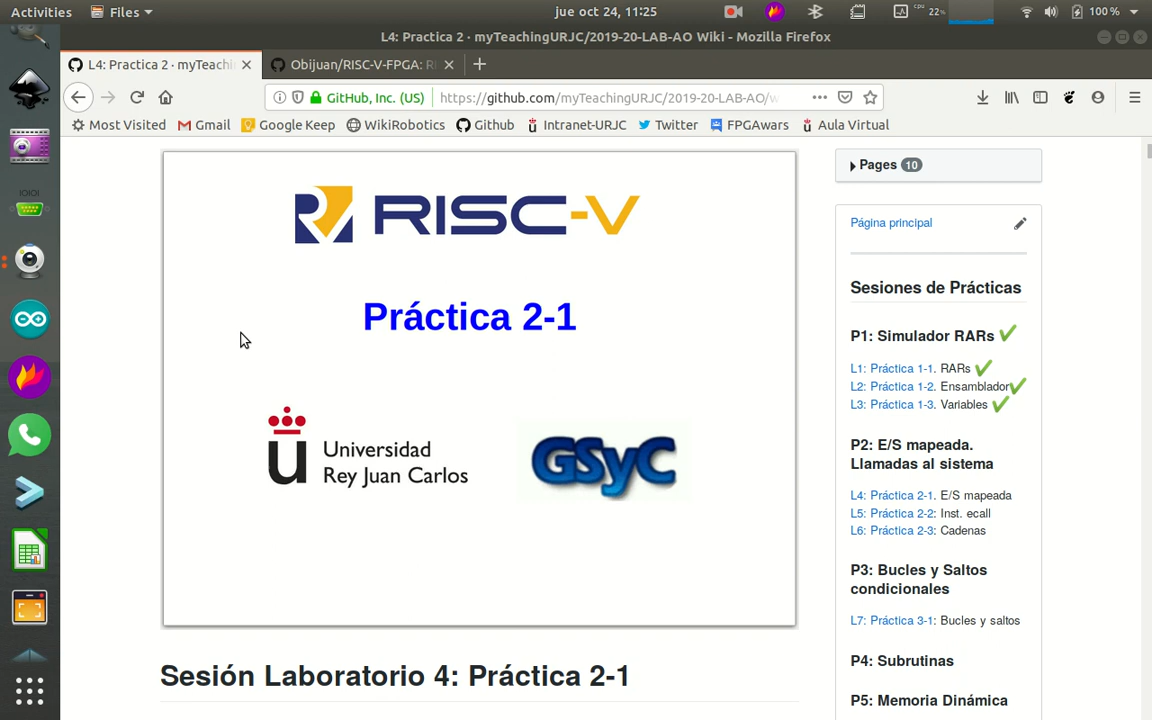 Activities
Files
jue oct 24, 11:25
cpu
22%
100 %
L4: Practica 2 · myTeachingURJC/2019-20-LAB-AO Wiki - Mozilla Firefox
L4: Practica 2 · myTeachin
Obijuan/RISC-V-FPGA: R
GitHub, Inc. (US)
https://github.com/myTeachingURJC/2019-20-LAB-AO/w
Most Visited
Gmail
Google Keep
WikiRobotics
Github
Intranet-URJC
Twitter
FPGAwars
Aula Virtual
RISC-V
Práctica 2-1
Universidad
Rey Juan Carlos
GSyC
Sesión Laboratorio 4: Práctica 2-1
Pages 10
Página principal
Sesiones de Prácticas
P1: Simulador RARs
L1: Práctica 1-1. RARs
L2: Práctica 1-2. Ensamblador
L3: Práctica 1-3. Variables
P2: E/S mapeada.
Llamadas al sistema
L4: Práctica 2-1. E/S mapeada
L5: Práctica 2-2: Inst. ecall
L6: Práctica 2-3: Cadenas
P3: Bucles y Saltos
condicionales
L7: Práctica 3-1: Bucles y saltos
P4: Subrutinas
P5: Memoria Dinámica